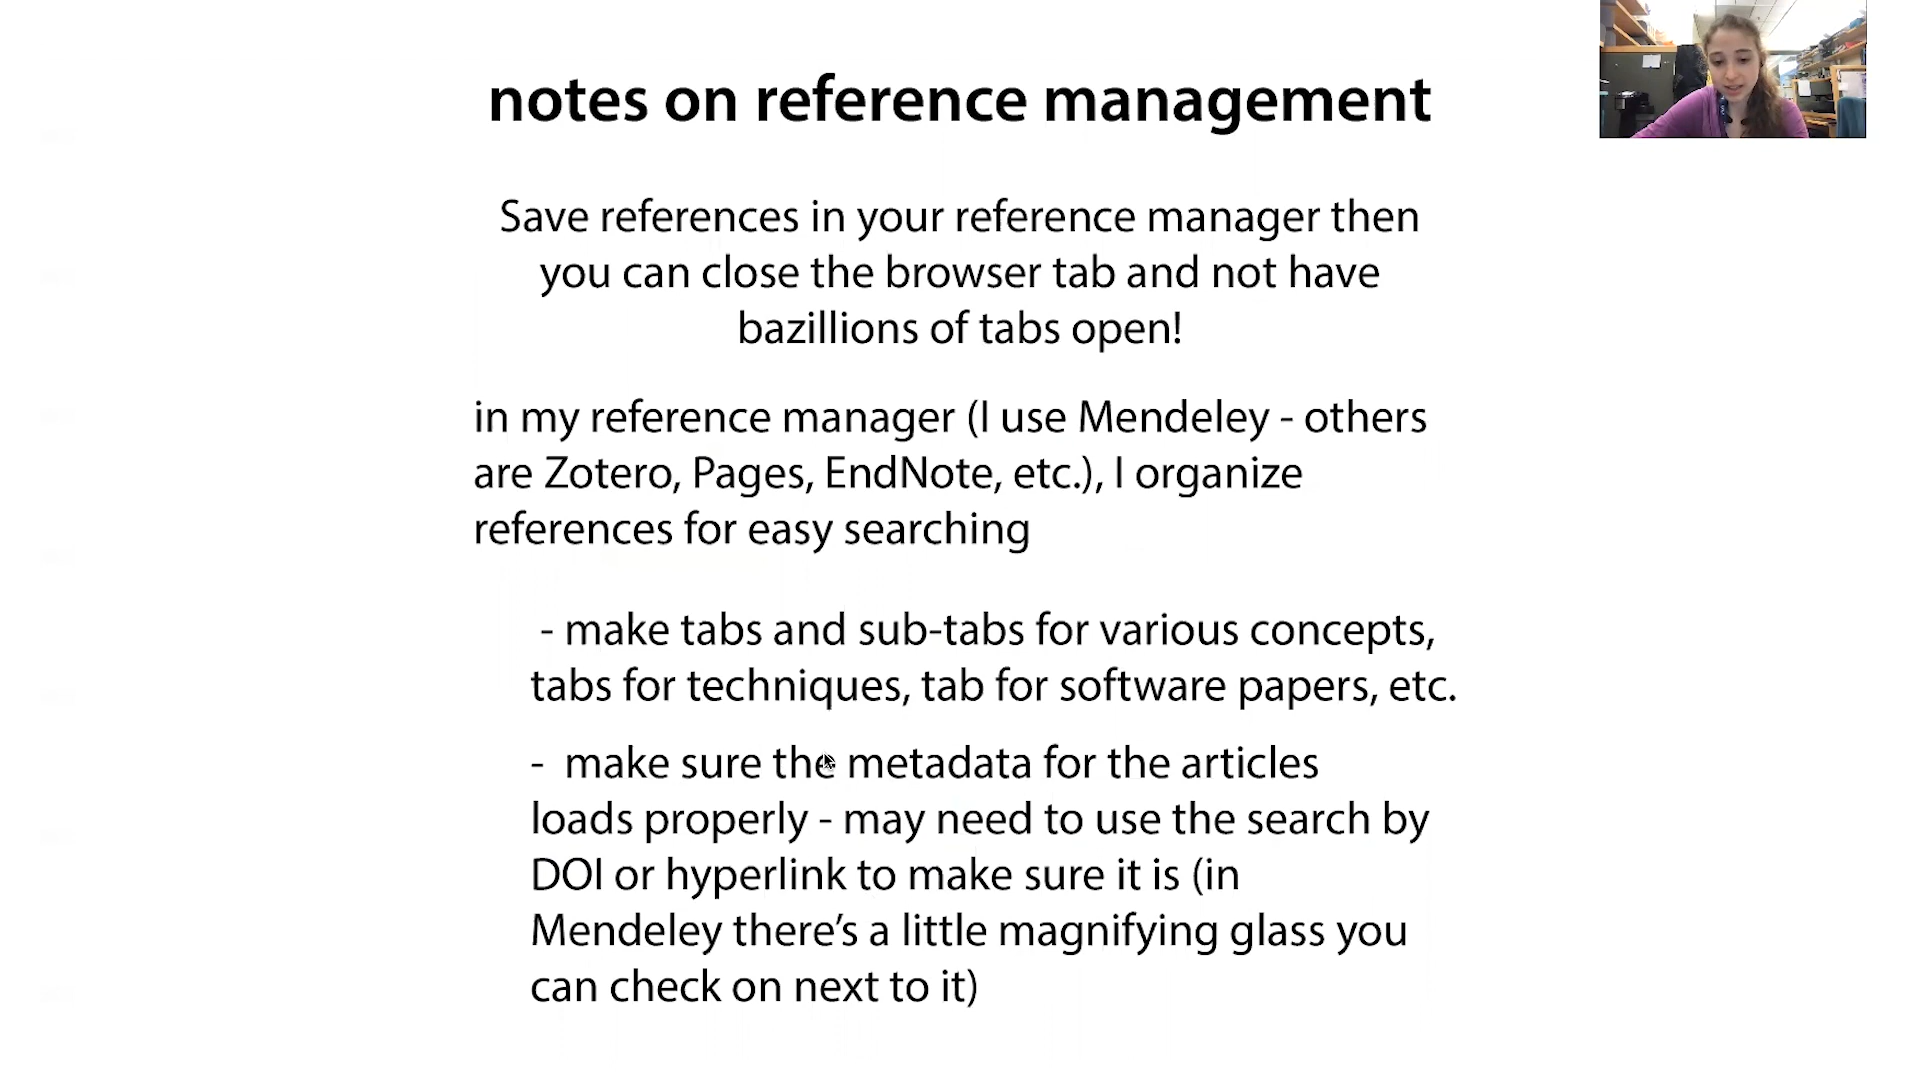 notes on reference management
Save references in your reference manager then
you can close the browser tab and not have
bazillions of tabs open!
in my reference manager (I use Mendeley - others
are Zotero, Pages, EndNote, etc.), I organize
references for easy searching
- make tabs and sub-tabs for various concepts,
tabs for techniques, tab for software papers, etc.
- make sure the metadata for the articles
loads properly - may need to use the search by
DOI or hyperlink to make sure it is (in
Mendeley there’s a little magnifying glass you
can check on next to it)